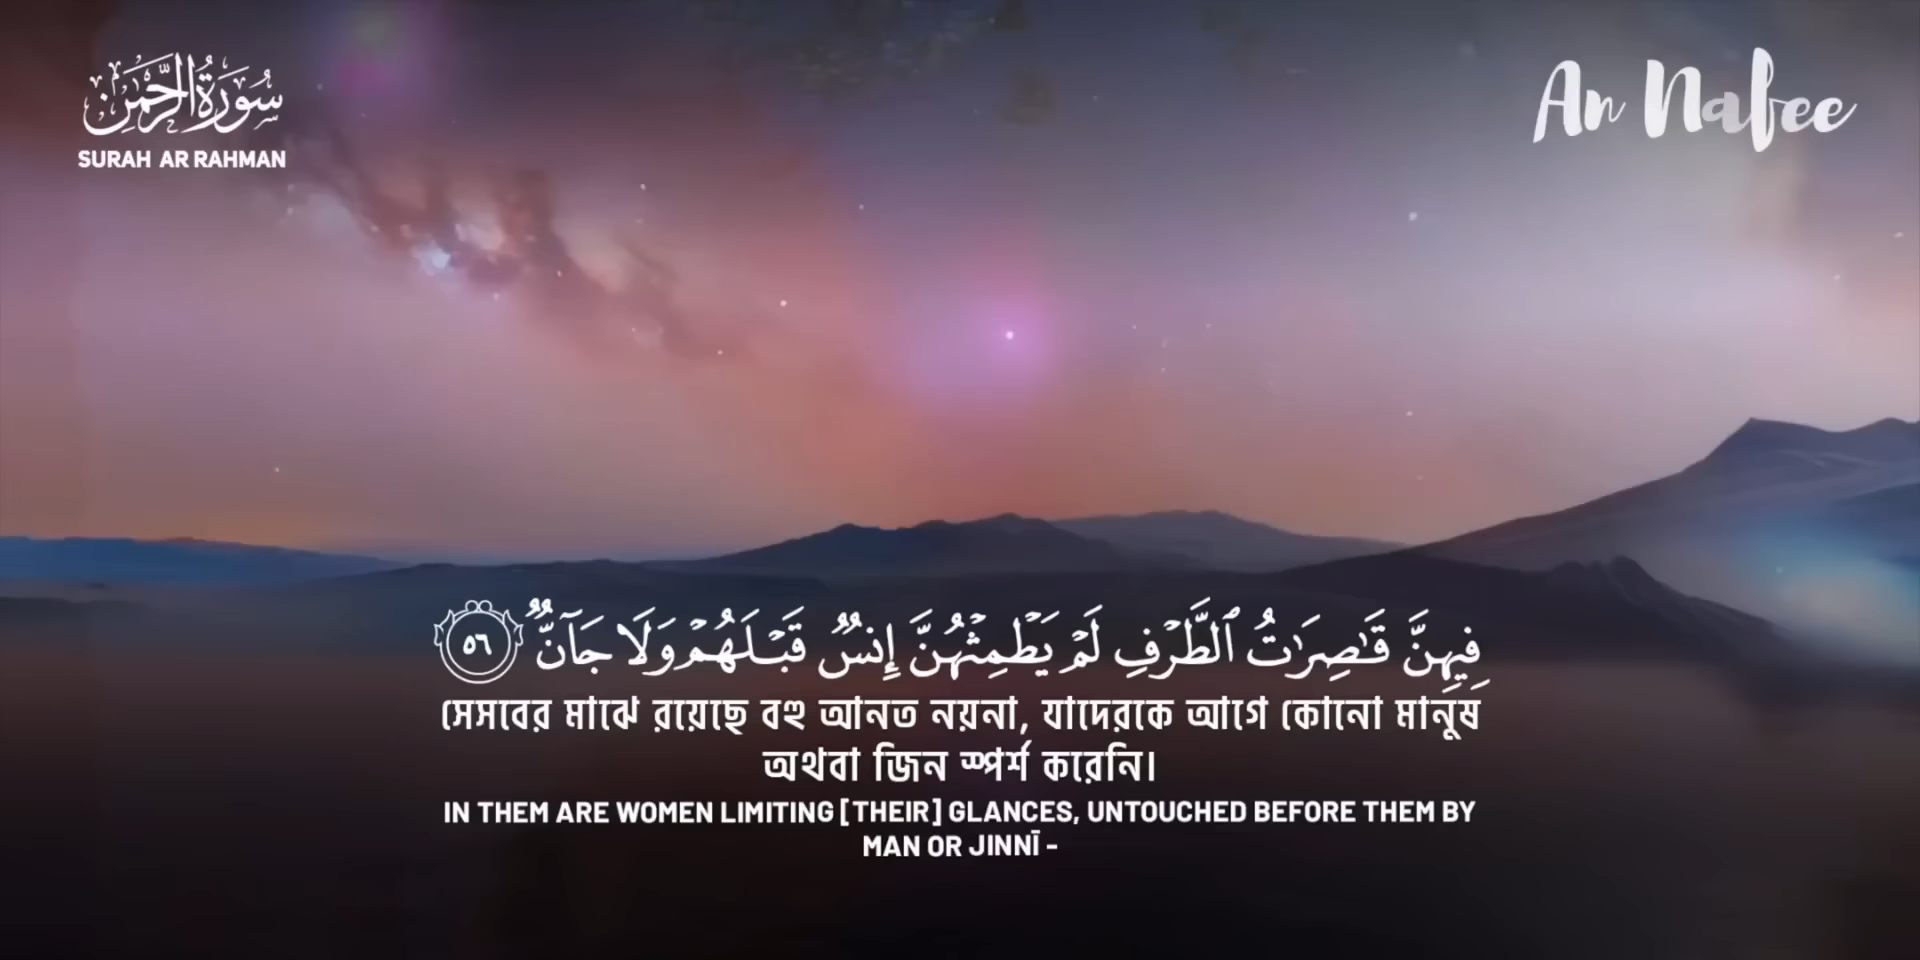 سُورَةُ الرَّحْمَٰن
SURAH AR RAHMAN
An Nafee
فِيهِنَّ قَٰصِرَٰتُ ٱلطَّرْفِ لَمْ يَطْمِثْهُنَّ إِنسٌ قَبْلَهُمْ وَلَا جَآنٌّ ٥٦
সেসবের মাঝে রয়েছে বহু আনত নয়না, যাদেরকে আগে কোনো মানুষ
অথবা জিন স্পর্শ করেনি।
IN THEM ARE WOMEN LIMITING [THEIR] GLANCES, UNTOUCHED BEFORE THEM BY
MAN OR JINNĪ -